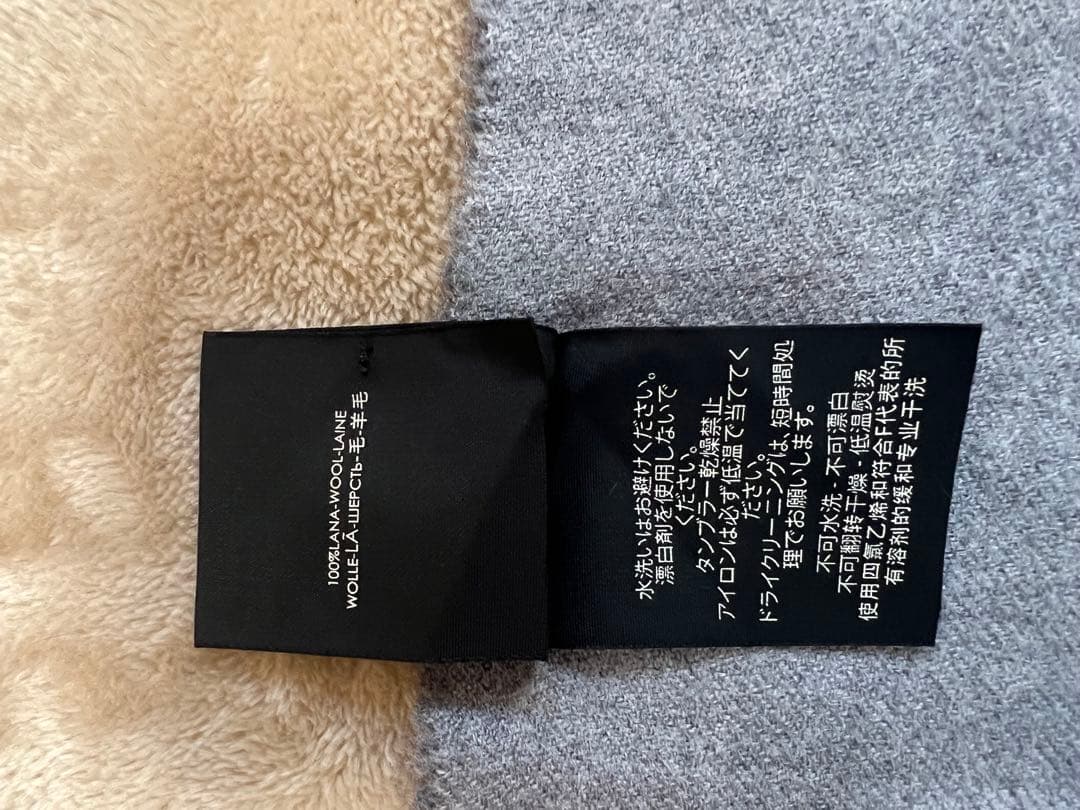 100%LANA-WOOL-LAINE
WOLLE-LĀ-ШЕРСТЬ-毛-羊毛
水洗いはお避けください。
漂白剤を使用しないで
ください。
タンブラー乾燥禁止
アイロンは必ず低温で当ててく
ださい。
ドライクリーニングは、短時間処
理でお願いします。
不可水洗 - 不可漂白
不可翻转干燥 - 低温熨烫
使用四氯乙烯和符合F代表的所
有溶剂的缓和专业干洗